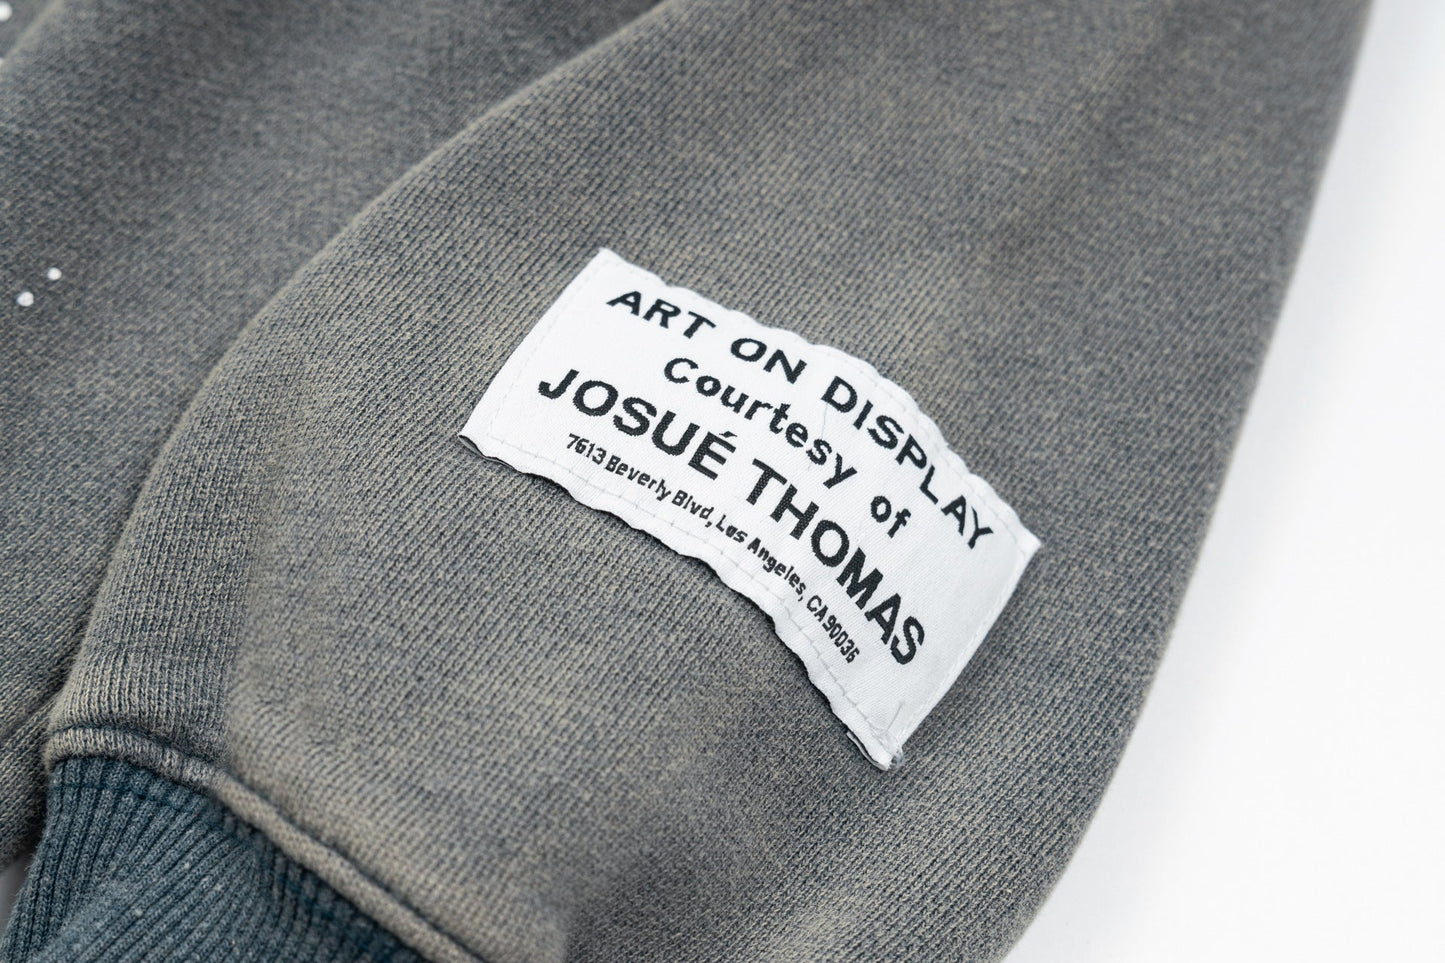 ART ON DISPLAY
Courtesy of
JOSUÉ THOMAS
7613 Beverly Blvd, Los Angeles, CA 90036